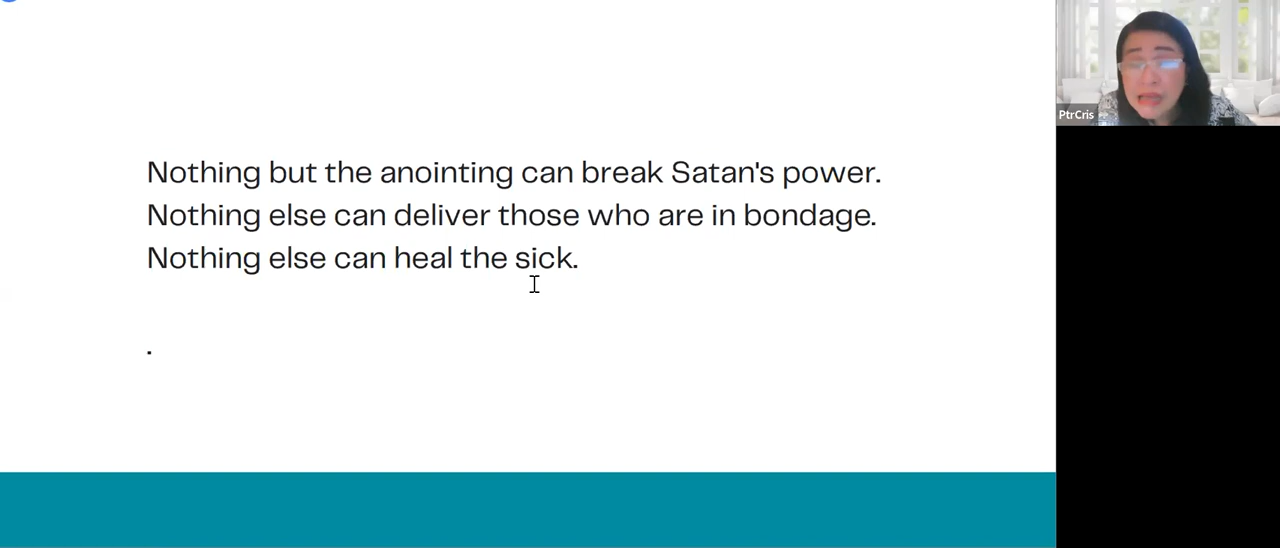 Nothing but the anointing can break Satan's power.
Nothing else can deliver those who are in bondage.
Nothing else can heal the sick.
.
PtrCris